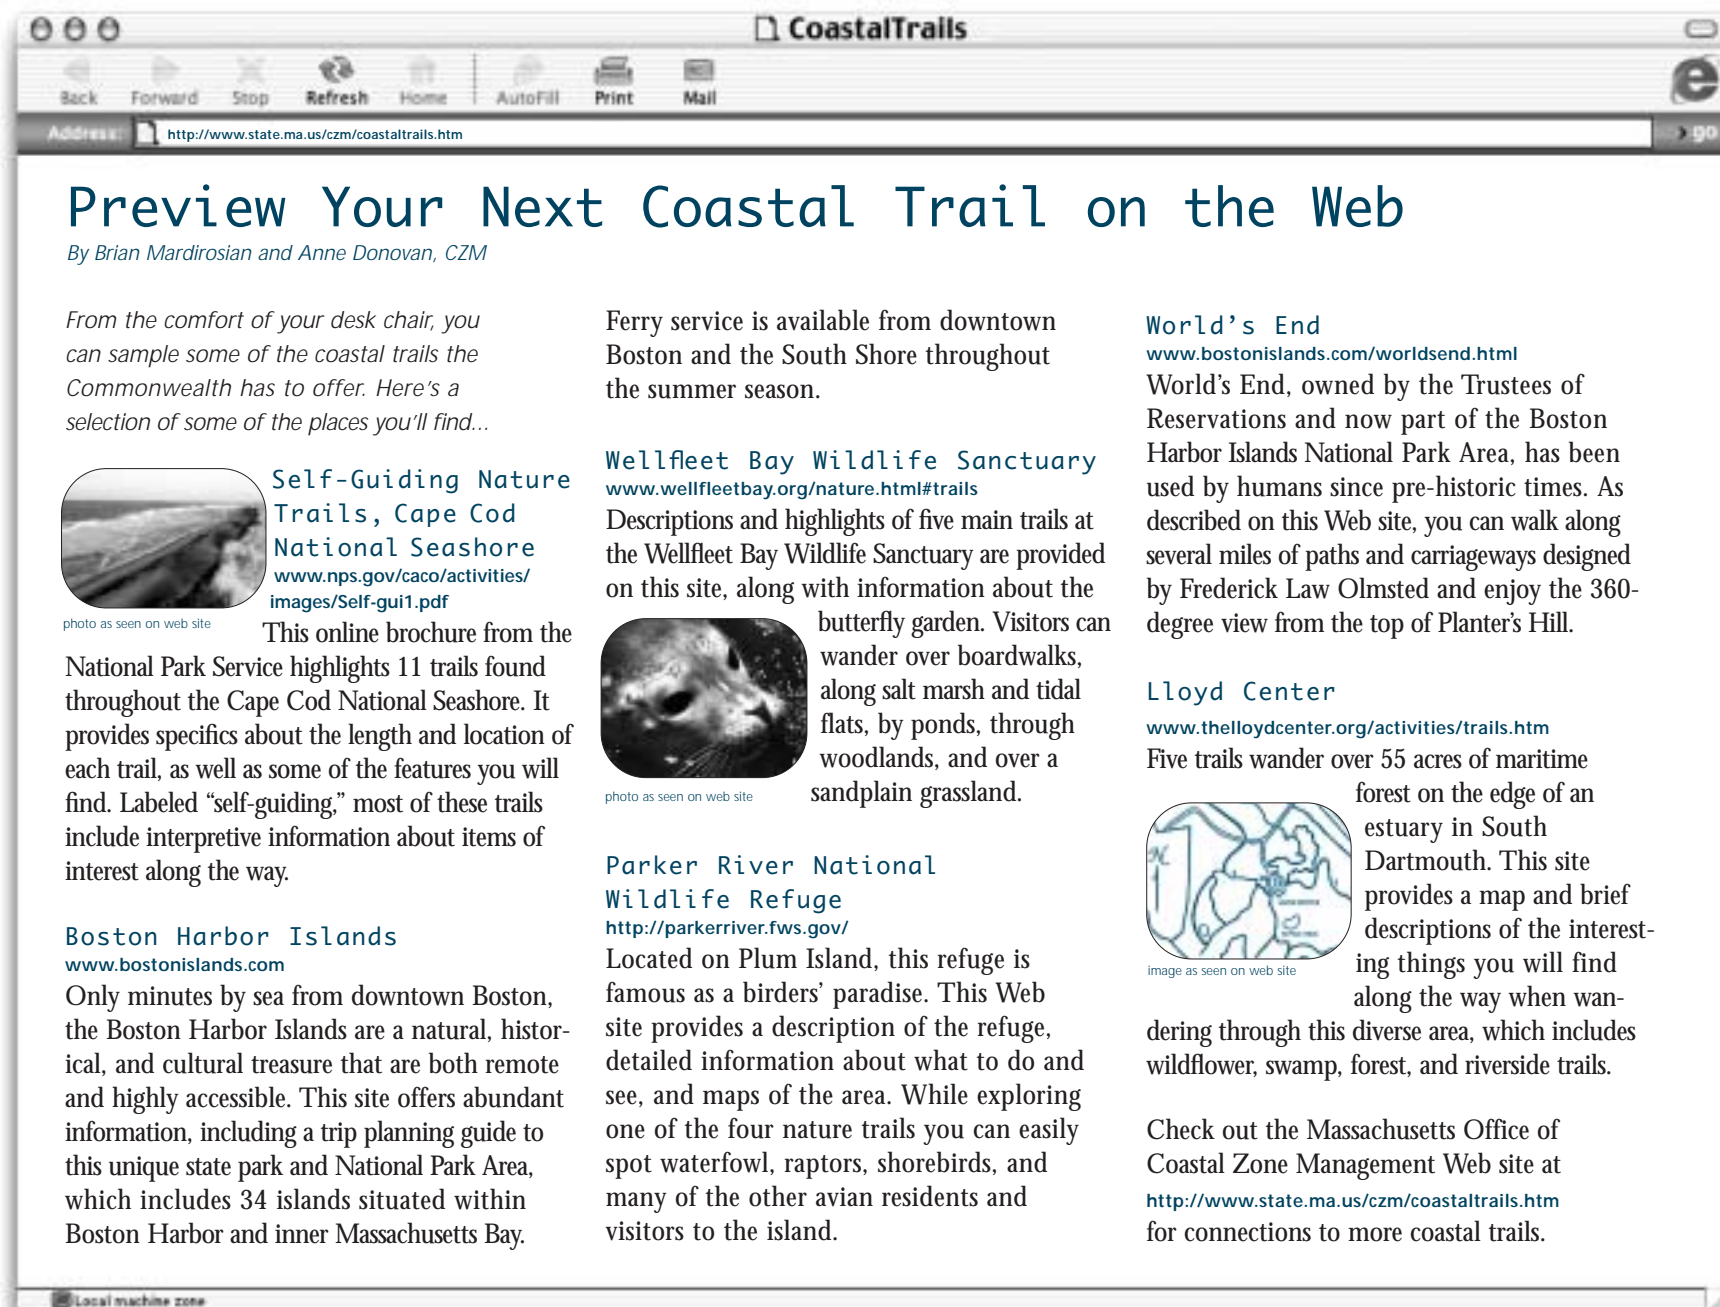 CoastalTrails
Back Forward Stop Refresh Home AutoFill Print Mail
Address: http://www.state.ma.us/czm/coastaltrails.htm go
Preview Your Next Coastal Trail on the Web
By Brian Mardirosian and Anne Donovan, CZM
From the comfort of your desk chair, you
can sample some of the coastal trails the
Commonwealth has to offer. Here's a
selection of some of the places you'll find...
Self-Guiding Nature
Trails, Cape Cod
National Seashore
www.nps.gov/caco/activities/
images/Self-gui1.pdf
photo as seen on web site
This online brochure from the
National Park Service highlights 11 trails found
throughout the Cape Cod National Seashore. It
provides specifics about the length and location of
each trail, as well as some of the features you will
find. Labeled “self-guiding,” most of these trails
include interpretive information about items of
interest along the way.
Boston Harbor Islands
www.bostonislands.com
Only minutes by sea from downtown Boston,
the Boston Harbor Islands are a natural, histor-
ical, and cultural treasure that are both remote
and highly accessible. This site offers abundant
information, including a trip planning guide to
this unique state park and National Park Area,
which includes 34 islands situated within
Boston Harbor and inner Massachusetts Bay.
Ferry service is available from downtown
Boston and the South Shore throughout
the summer season.
Wellfleet Bay Wildlife Sanctuary
www.wellfleetbay.org/nature.html#trails
Descriptions and highlights of five main trails at
the Wellfleet Bay Wildlife Sanctuary are provided
on this site, along with information about the
butterfly garden. Visitors can
wander over boardwalks,
along salt marsh and tidal
flats, by ponds, through
woodlands, and over a
sandplain grassland.
photo as seen on web site
Parker River National
Wildlife Refuge
http://parkerriver.fws.gov/
Located on Plum Island, this refuge is
famous as a birders’ paradise. This Web
site provides a description of the refuge,
detailed information about what to do and
see, and maps of the area. While exploring
one of the four nature trails you can easily
spot waterfowl, raptors, shorebirds, and
many of the other avian residents and
visitors to the island.
World’s End
www.bostonislands.com/worldsend.html
World’s End, owned by the Trustees of
Reservations and now part of the Boston
Harbor Islands National Park Area, has been
used by humans since pre-historic times. As
described on this Web site, you can walk along
several miles of paths and carriageways designed
by Frederick Law Olmsted and enjoy the 360-
degree view from the top of Planter’s Hill.
Lloyd Center
www.thelloydcenter.org/activities/trails.htm
Five trails wander over 55 acres of maritime
forest on the edge of an
estuary in South
Dartmouth. This site
provides a map and brief
descriptions of the interest-
ing things you will find
along the way when wan-
dering through this diverse area, which includes
wildflower, swamp, forest, and riverside trails.
N
image as seen on web site
Check out the Massachusetts Office of
Coastal Zone Management Web site at
http://www.state.ma.us/czm/coastaltrails.htm
for connections to more coastal trails.
Local machine zone